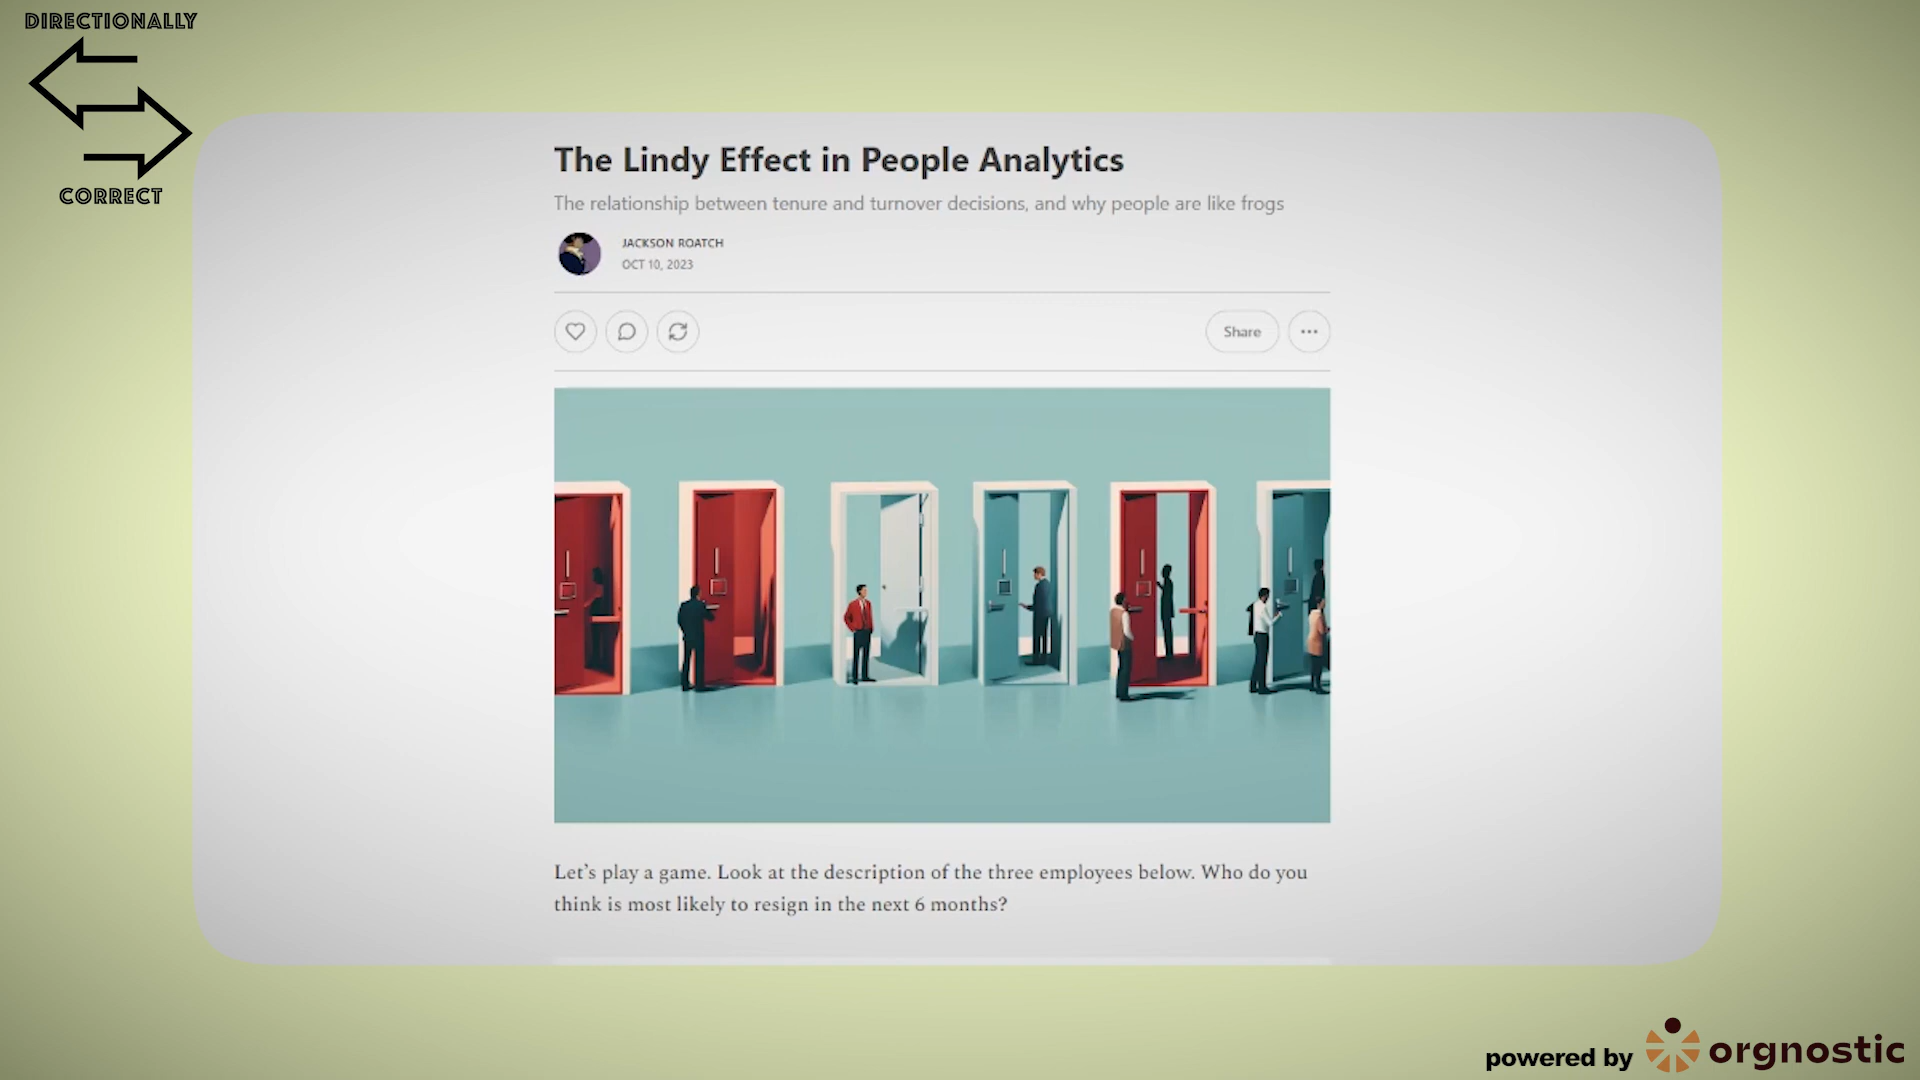 DIRECTIONALLY
CORRECT
The Lindy Effect in People Analytics
The relationship between tenure and turnover decisions, and why people are like frogs
JACKSON ROATCH
OCT 10, 2023
Share
Let's play a game. Look at the description of the three employees below. Who do you
think is most likely to resign in the next 6 months?
powered by orgnostic